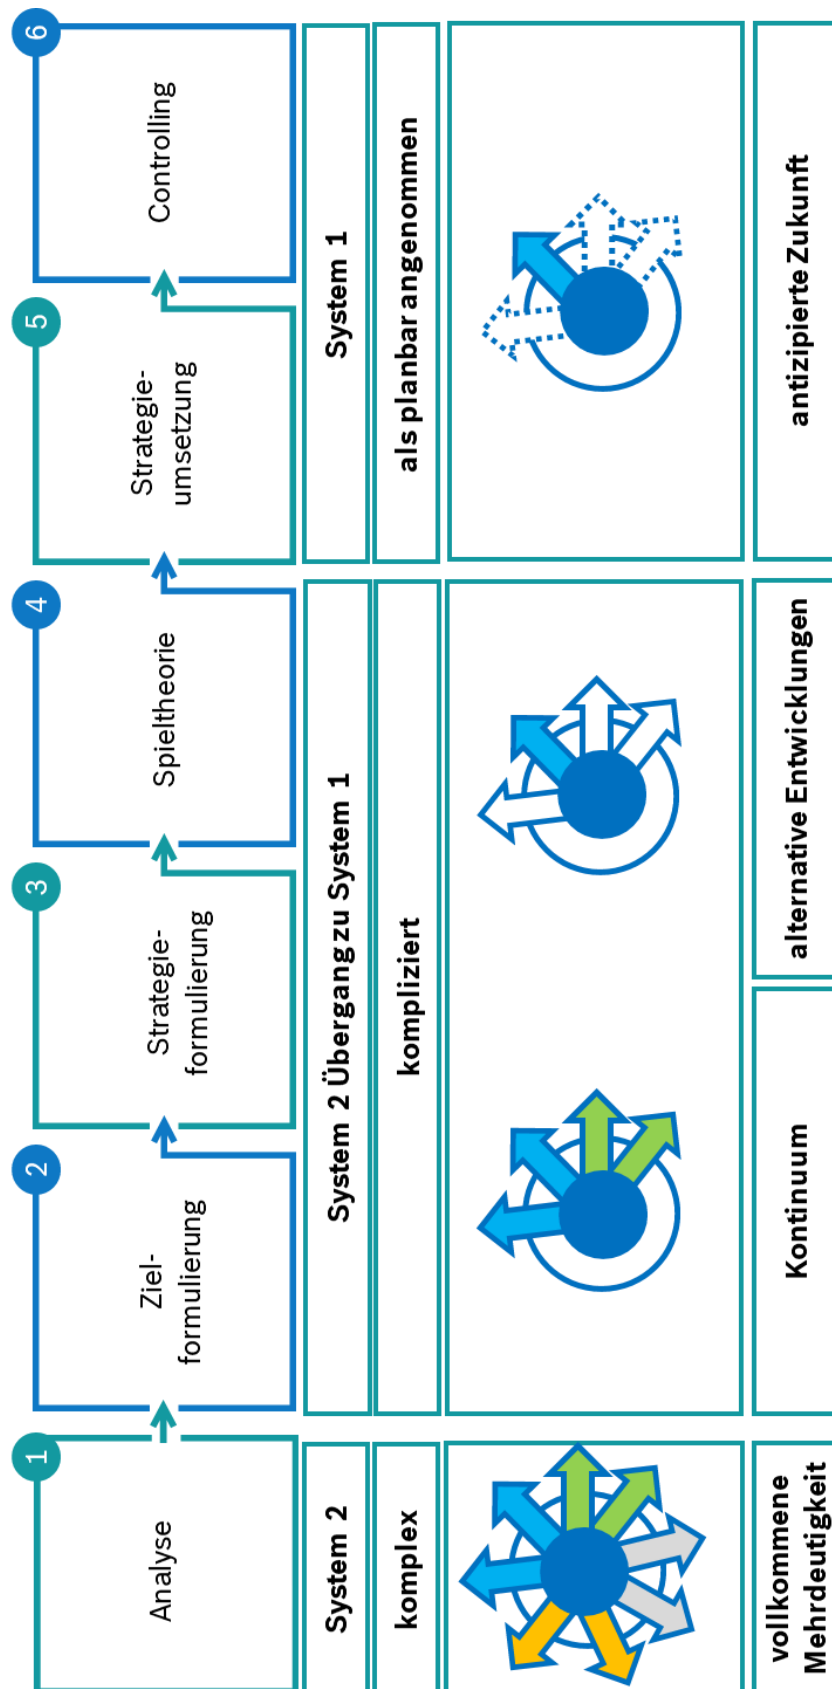 1
Analyse
2
Ziel-
formulierung
3
Strategie-
formulierung
4
Spieltheorie
5
Strategie-
umsetzung
6
Controlling
System 2
System 2 Übergang zu System 1
System 1
komplex
kompliziert
als planbar angenommen
vollkommene
Mehrdeutigkeit
Kontinuum
alternative Entwicklungen
antizipierte Zukunft